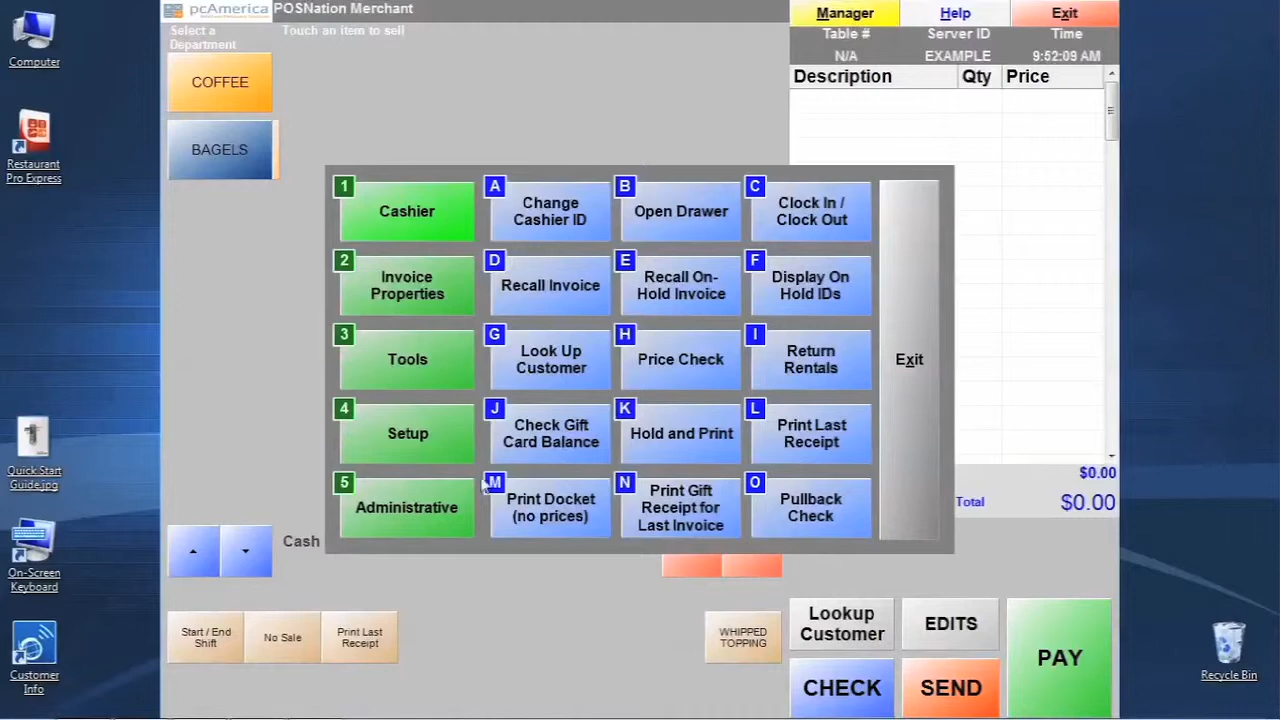 Computer
Restaurant
Pro Express
Quick Start
Guide.jpg
On-Screen
Keyboard
Customer
Info
Recycle Bin
pcAmerica
POSNation Merchant
Manager
Help
Exit
Select a
Department
Touch an item to sell
Table #
Server ID
Time
N/A
EXAMPLE
9:52:09 AM
Description
Qty
Price
COFFEE
BAGELS
1
Cashier
A
Change
Cashier ID
B
Open Drawer
C
Clock In /
Clock Out
2
Invoice
Properties
D
Recall Invoice
E
Recall On-
Hold Invoice
F
Display On
Hold IDs
3
Tools
G
Look Up
Customer
H
Price Check
I
Return
Rentals
Exit
4
Setup
J
Check Gift
Card Balance
K
Hold and Print
L
Print Last
Receipt
5
Administrative
M
Print Docket
(no prices)
N
Print Gift
Receipt for
Last Invoice
O
Pullback
Check
$0.00
Total
$0.00
Cash
Start / End
Shift
No Sale
Print Last
Receipt
WHIPPED
TOPPING
Lookup
Customer
EDITS
PAY
CHECK
SEND